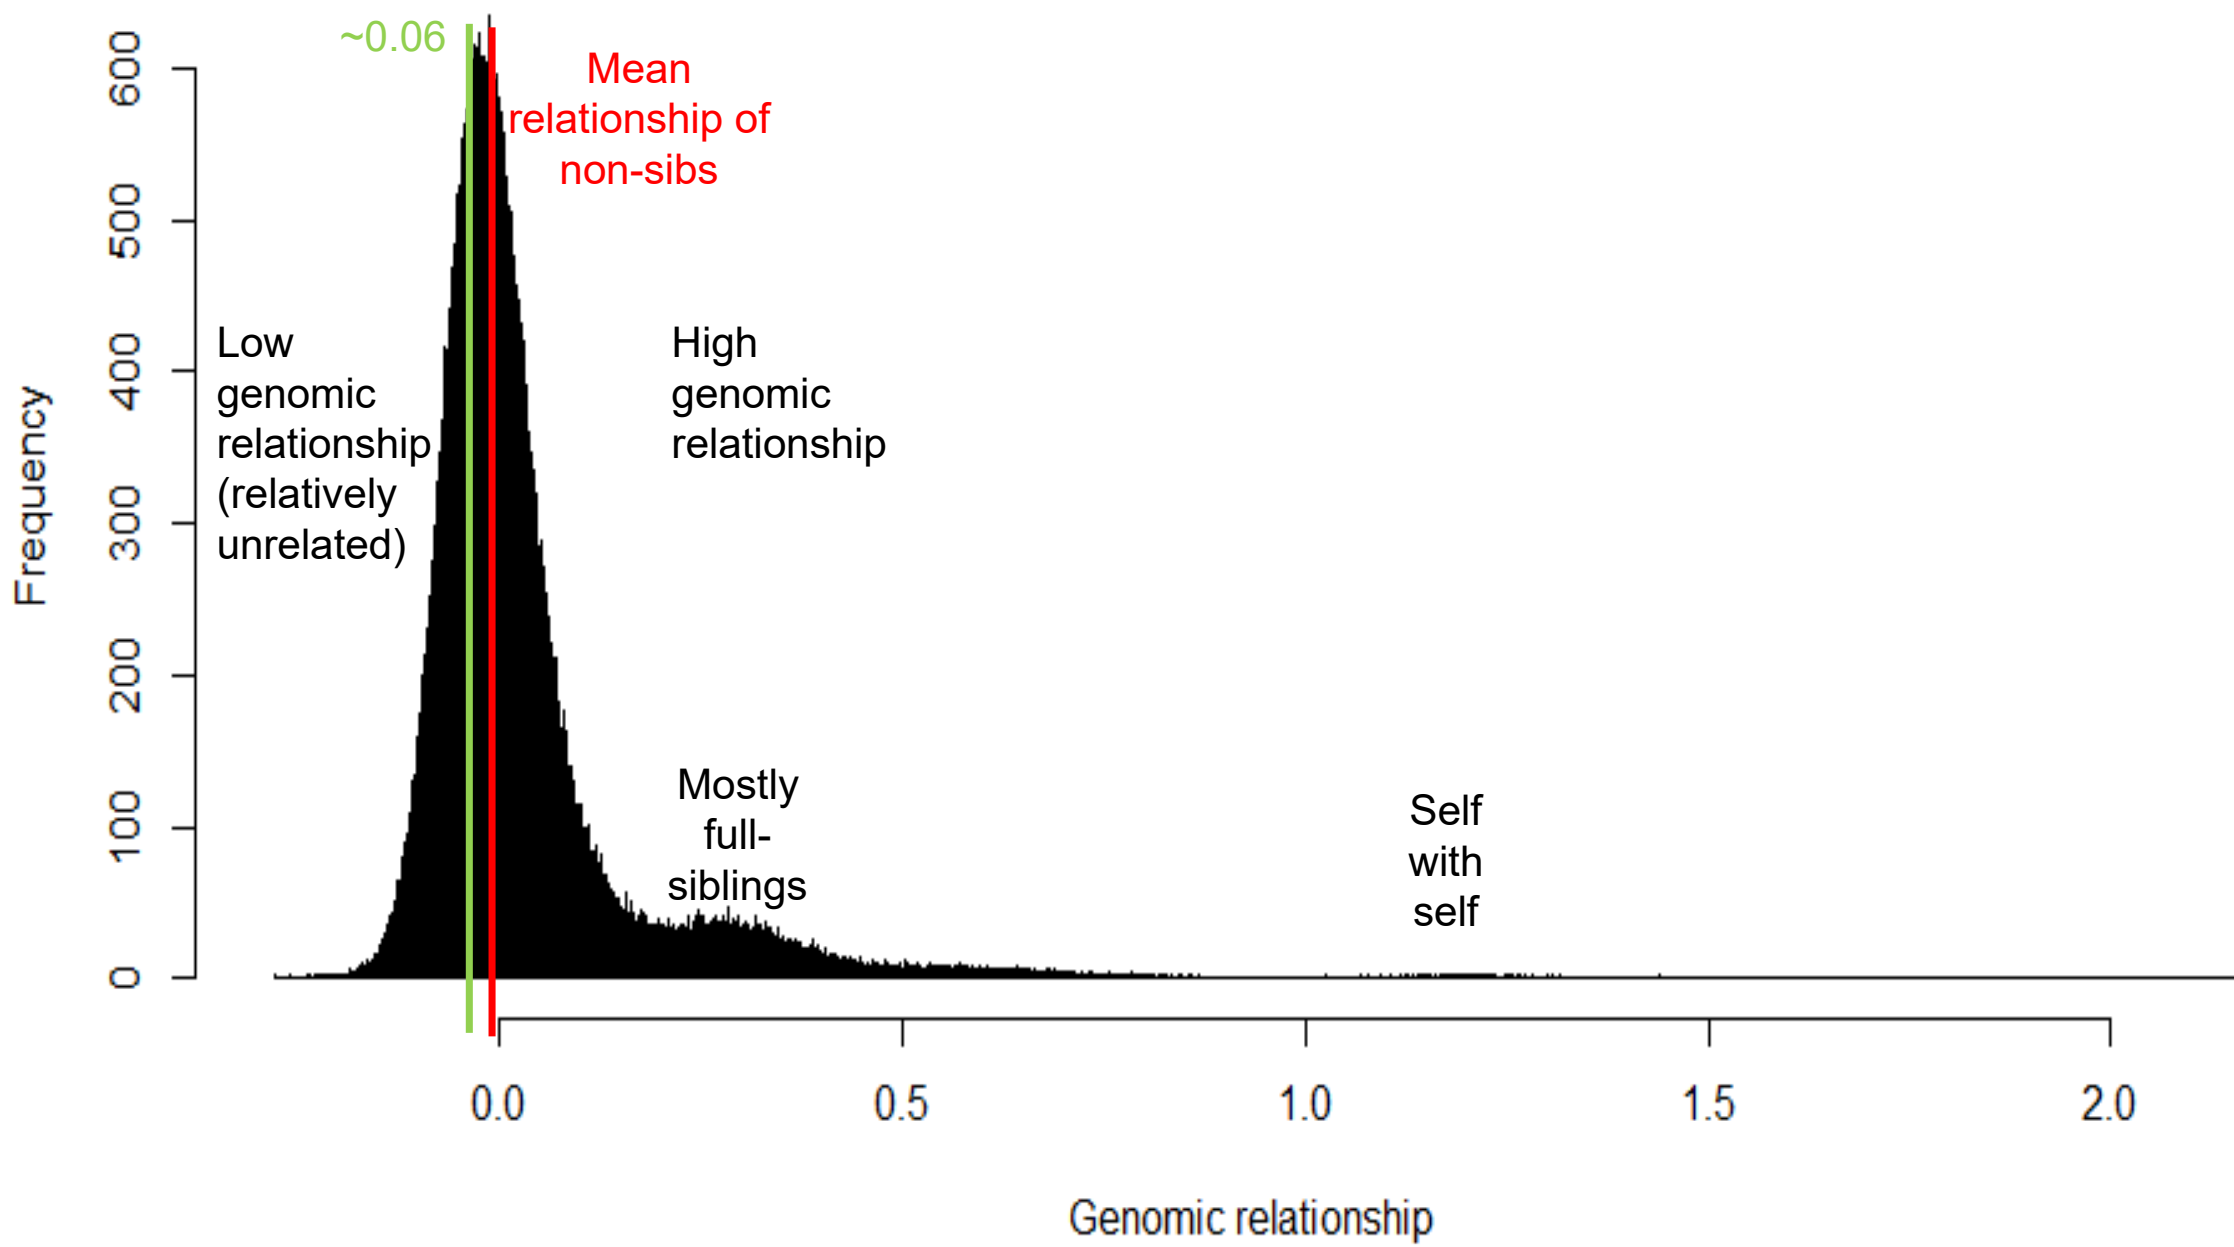 ~0.06
Mean
relationship of
non-sibs
Low
genomic
relationship
(relatively
unrelated)
High
genomic
relationship
Mostly
full-
siblings
Self
with
self
Frequency
600
500
400
300
200
100
0
0.0 0.5 1.0 1.5 2.0
Genomic relationship